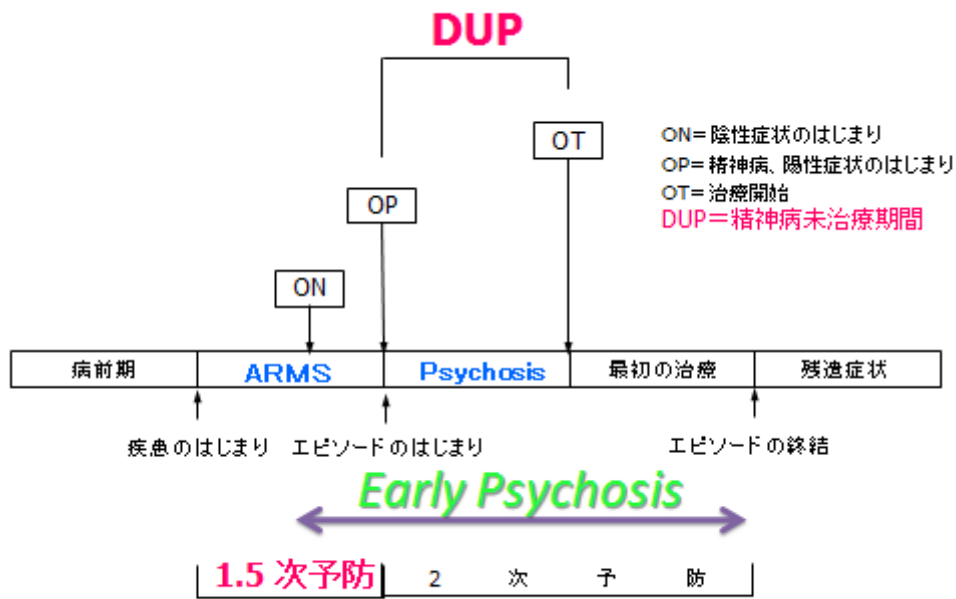 DUP
OT
ON=陰性症状のはじまり
OP=精神病、陽性症状のはじまり
OT=治療開始
DUP=精神病未治療期間
OP
ON
病前期 ARMS Psychosis 最初の治療 残遺症状
疾患のはじまり エピソードのはじまり エピソードの終結
Early Psychosis
1.5 次予防 2 次 予 防